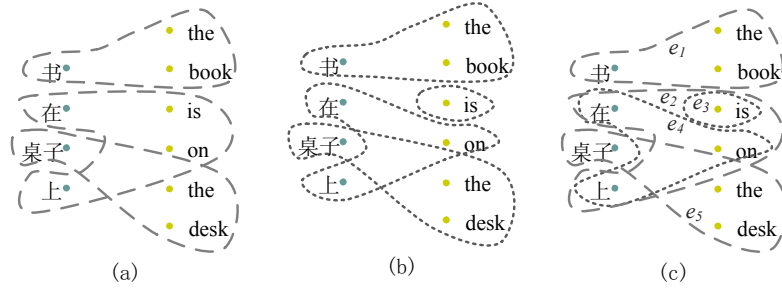 the
书 book
在 is
桌子 on
上 the
desk
(a)
the
书 book
在 is
桌子 on
上 the
desk
(b)
the
e1
书 book
在 e2 e3 is
e4
桌子 on
上 the
e5 desk
(c)